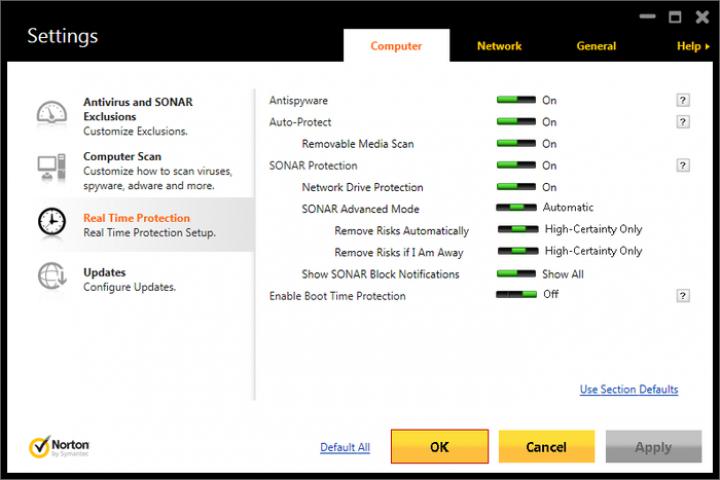 Settings
Computer
Network
General
Help
Antivirus and SONAR
Exclusions
Customize Exclusions.
Computer Scan
Customize how to scan viruses,
spyware, adware and more.
Real Time Protection
Real Time Protection Setup.
Updates
Configure Updates.
Antispyware On ?
Auto-Protect On ?
Removable Media Scan On
SONAR Protection On ?
Network Drive Protection On
SONAR Advanced Mode Automatic
Remove Risks Automatically High-Certainty Only
Remove Risks if I Am Away High-Certainty Only
Show SONAR Block Notifications Show All
Enable Boot Time Protection Off ?
Use Section Defaults
Norton
by Symantec
Default All
OK
Cancel
Apply